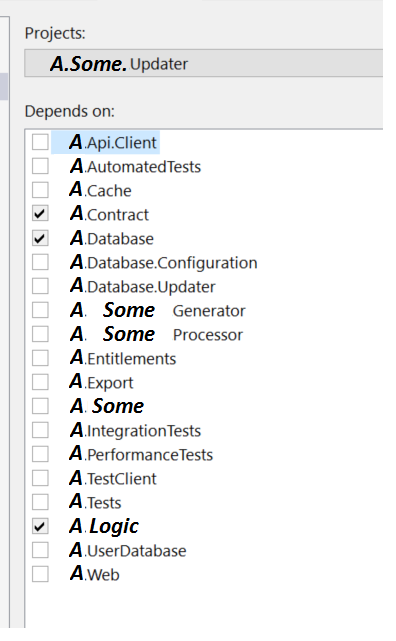 Projects:
A.Some.Updater
Depends on:
A.Api.Client
A.AutomatedTests
A.Cache
A.Contract
A.Database
A.Database.Configuration
A.Database.Updater
A. Some Generator
A. Some Processor
A.Entitlements
A.Export
A. Some
A.IntegrationTests
A.PerformanceTests
A.TestClient
A.Tests
A. Logic
A.UserDatabase
A.Web